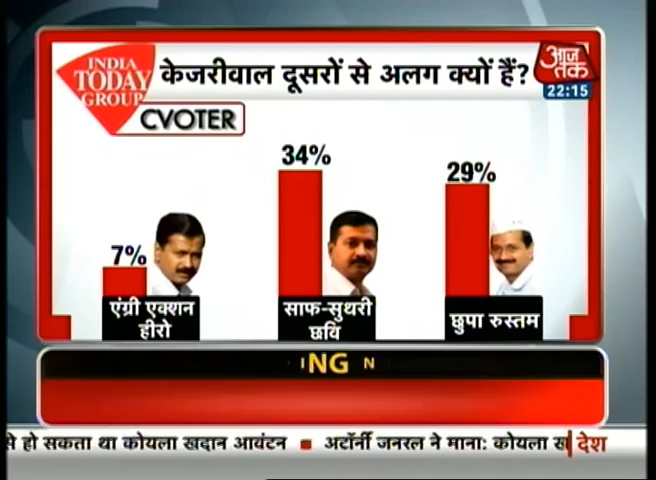 INDIA
TODAY
GROUP
केजरीवाल दूसरों से अलग क्यों हैं?
आज
तक
22:15
CVOTER
34%
29%
7%
एंग्री एक्शन
हीरो
साफ-सुथरी
छवि
छुपा रुस्तम
NG N
से हो सकता था कोयला खदान आवंटन ■ अटॉर्नी जनरल ने माना: कोयला
देश